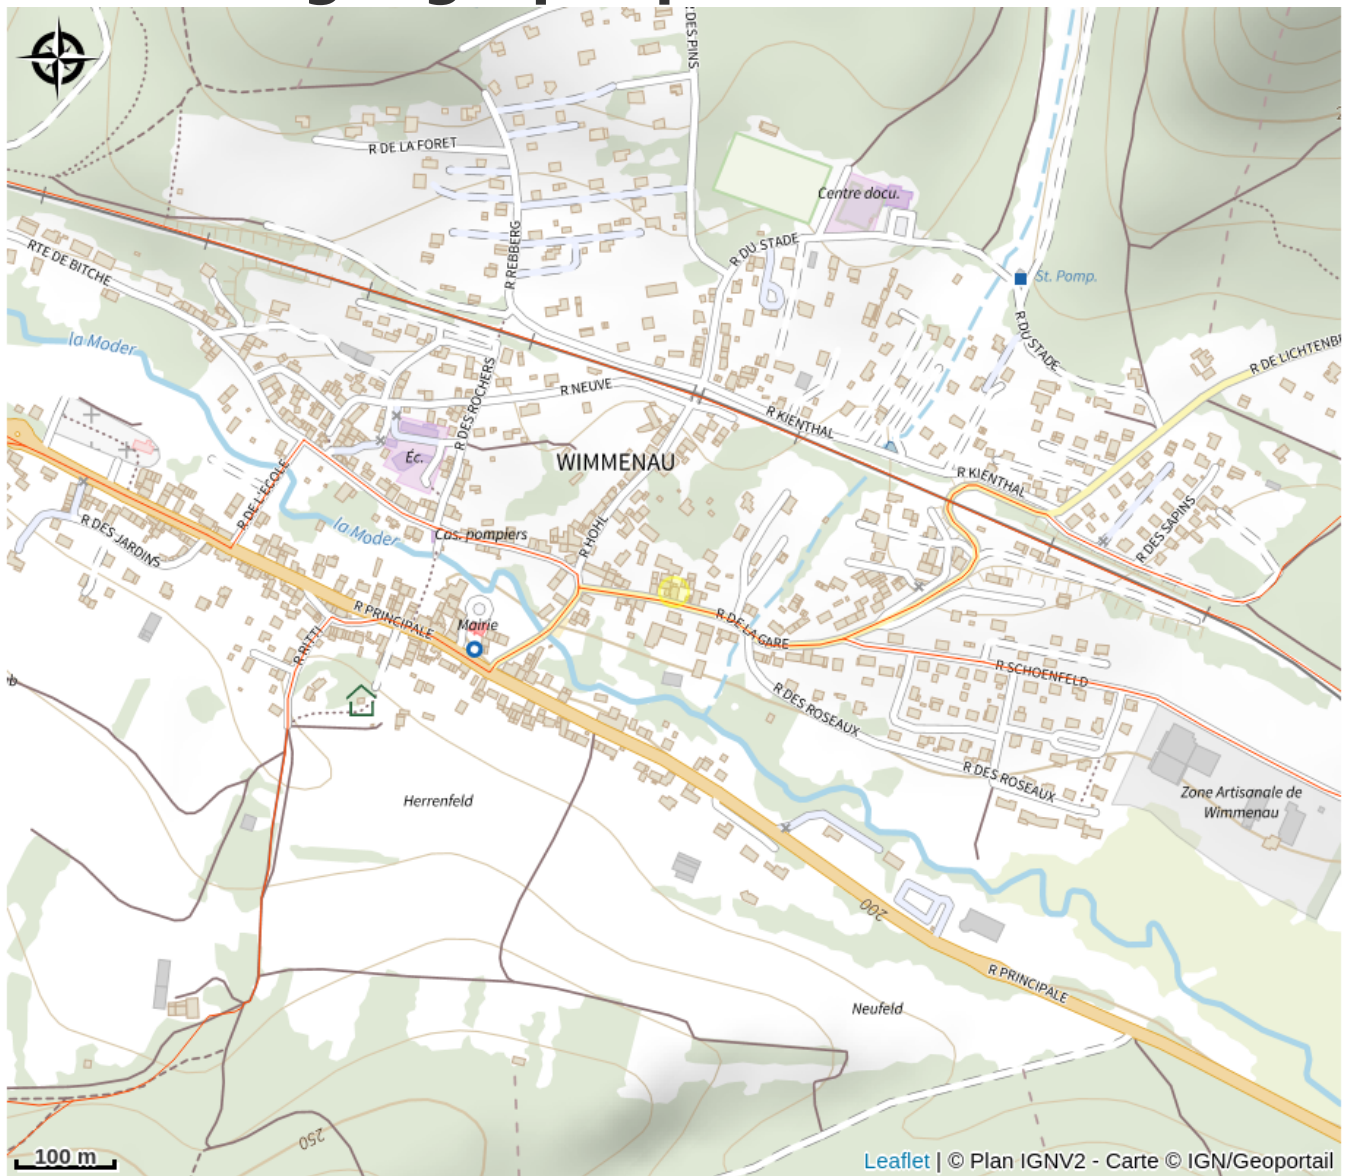 R DES PINS
R DE LA FORET
Centre docu.
R DU STADE
R REBBERG
RTE DE BITCHE
St. Pomp.
la Moder
R DU STADE
R DE LICHTENBE
R NEUVE
R DES ROCHERS
R KIENTHAL
Éc.
WIMMENAU
R KIENTHAL
R DE L'ECOLE
R DES SAPINS
la Moder
Cas. pompiers
R HOHL
R DES JARDINS
R PRINCIPALE
Mairie
R DE LA GARE
R RITTI
R SCHOENFELD
R DES ROSEAUX
R DES ROSEAUX
Herrenfeld
Zone Artisanale de
Wimmenau
200
R PRINCIPALE
Neufeld
250
100 m
Leaflet | © Plan IGNV2 - Carte © IGN/Geoportail